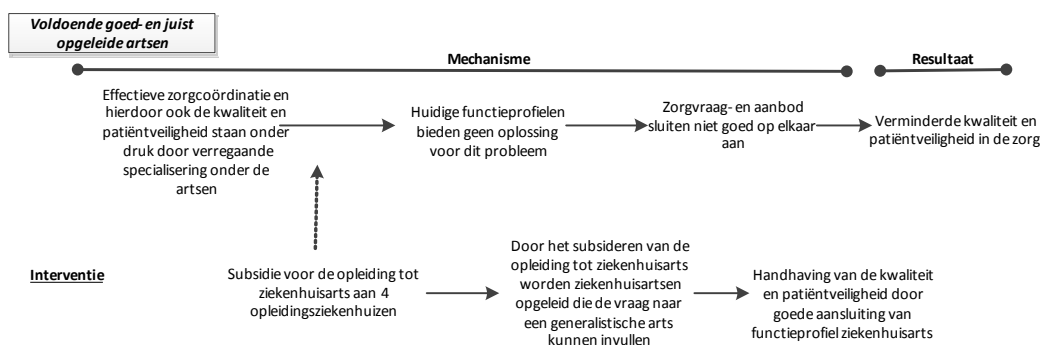 Voldoende goed- en juist
opgeleide artsen
Mechanisme
Resultaat
Effectieve zorgcoördinatie en
hierdoor ook de kwaliteit en
patiëntveiligheid staan onder
druk door verregaande
specialisering onder de
artsen
Huidige functieprofielen
bieden geen oplossing
voor dit probleem
Zorgvraag- en aanbod
sluiten niet goed op elkaar
aan
Verminderde kwaliteit en
patiëntveiligheid in de zorg
Interventie
Subsidie voor de opleiding tot
ziekenhuisarts aan 4
opleidingsziekenhuizen
Door het subsideren van de
opleiding tot ziekenhuisarts
worden ziekenhuisartsen
opgeleid die de vraag naar
een generalistische arts
kunnen invullen
Handhaving van de kwaliteit
en patiëntveiligheid door
goede aansluiting van
functieprofiel ziekenhuisarts